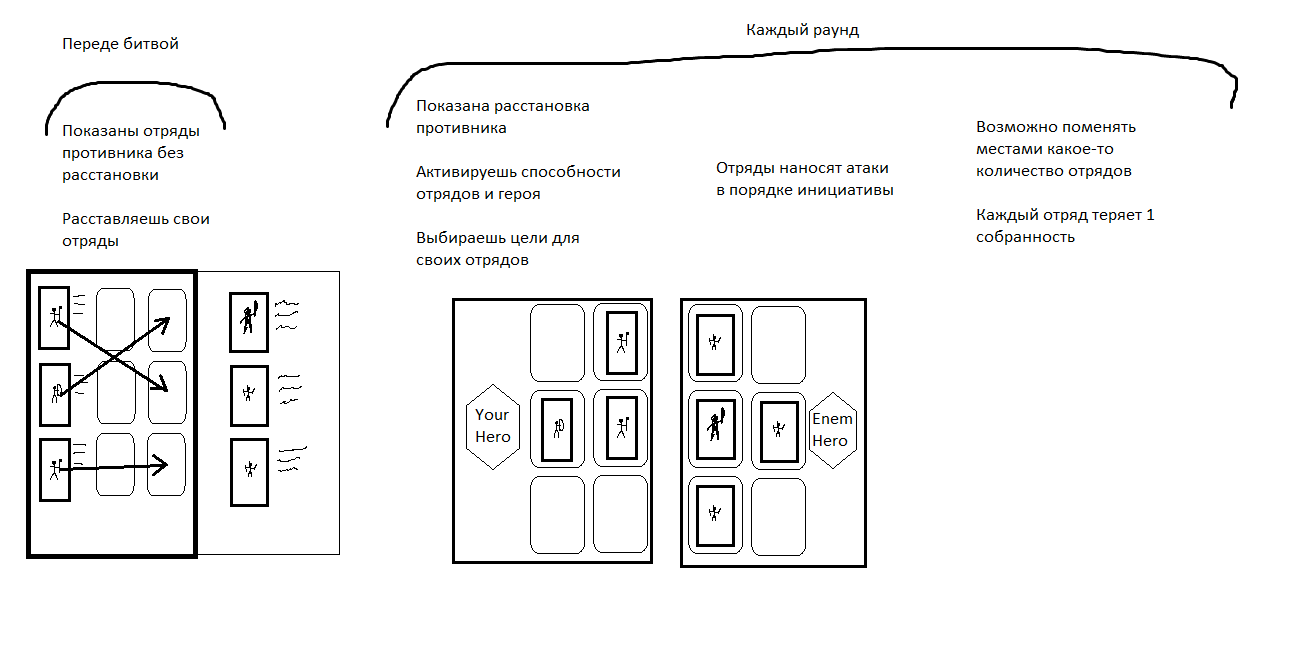 Переде битвой
Показаны отряды
противника без
расстановки
Расставляешь свои
отряды
Каждый раунд
Показана расстановка
противника
Активируешь способности
отрядов и героя
Выбираешь цели для
своих отрядов
Отряды наносят атаки
в порядке инициативы
Возможно поменять
местами какое-то
количество отрядов
Каждый отряд теряет 1
собранность
Your
Hero
Enem
Hero